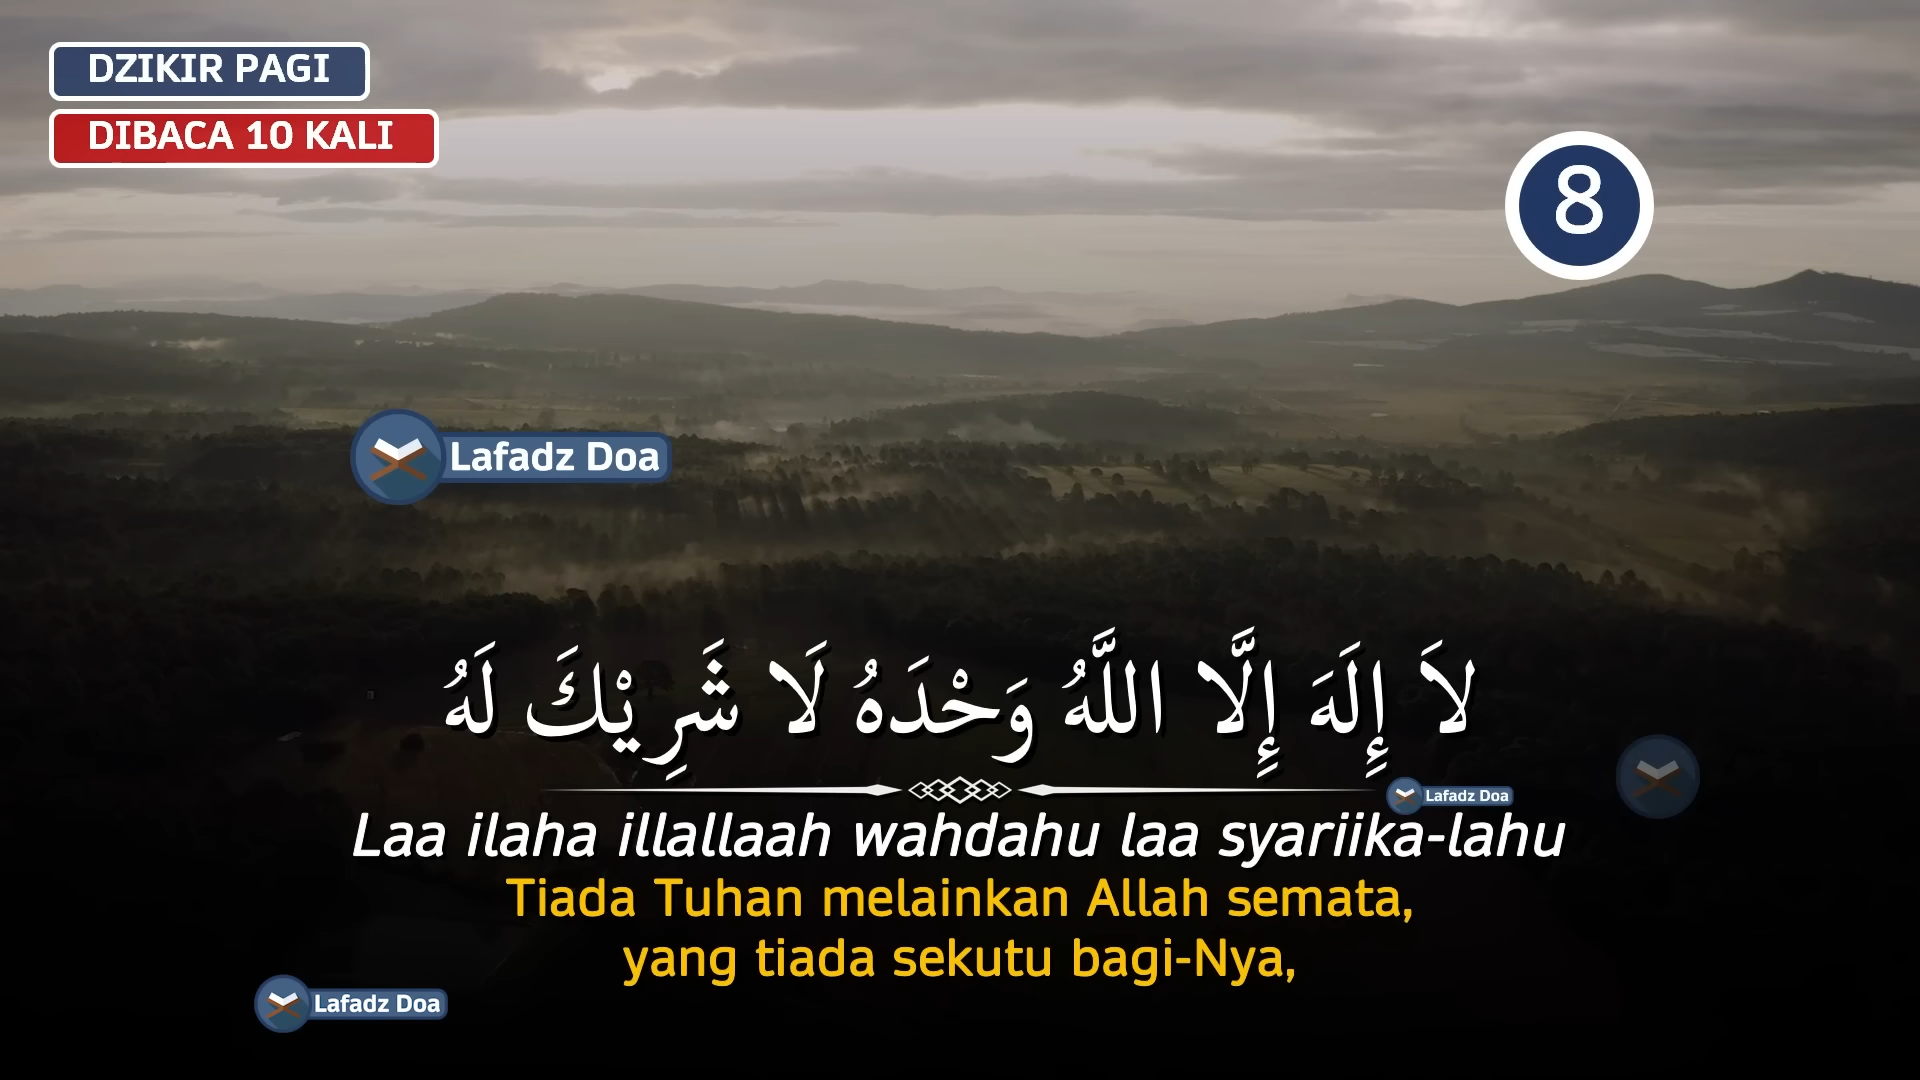 DZIKIR PAGI
DIBACA 10 KALI
8
Lafadz Doa
لاَ إِلَهَ إِلَّا اللَّهُ وَحْدَهُ لَا شَرِيْكَ لَهُ
Lafadz Doa
Laa ilaha illallaah wahdahu laa syariika-lahu
Tiada Tuhan melainkan Allah semata,
yang tiada sekutu bagi-Nya,
Lafadz Doa